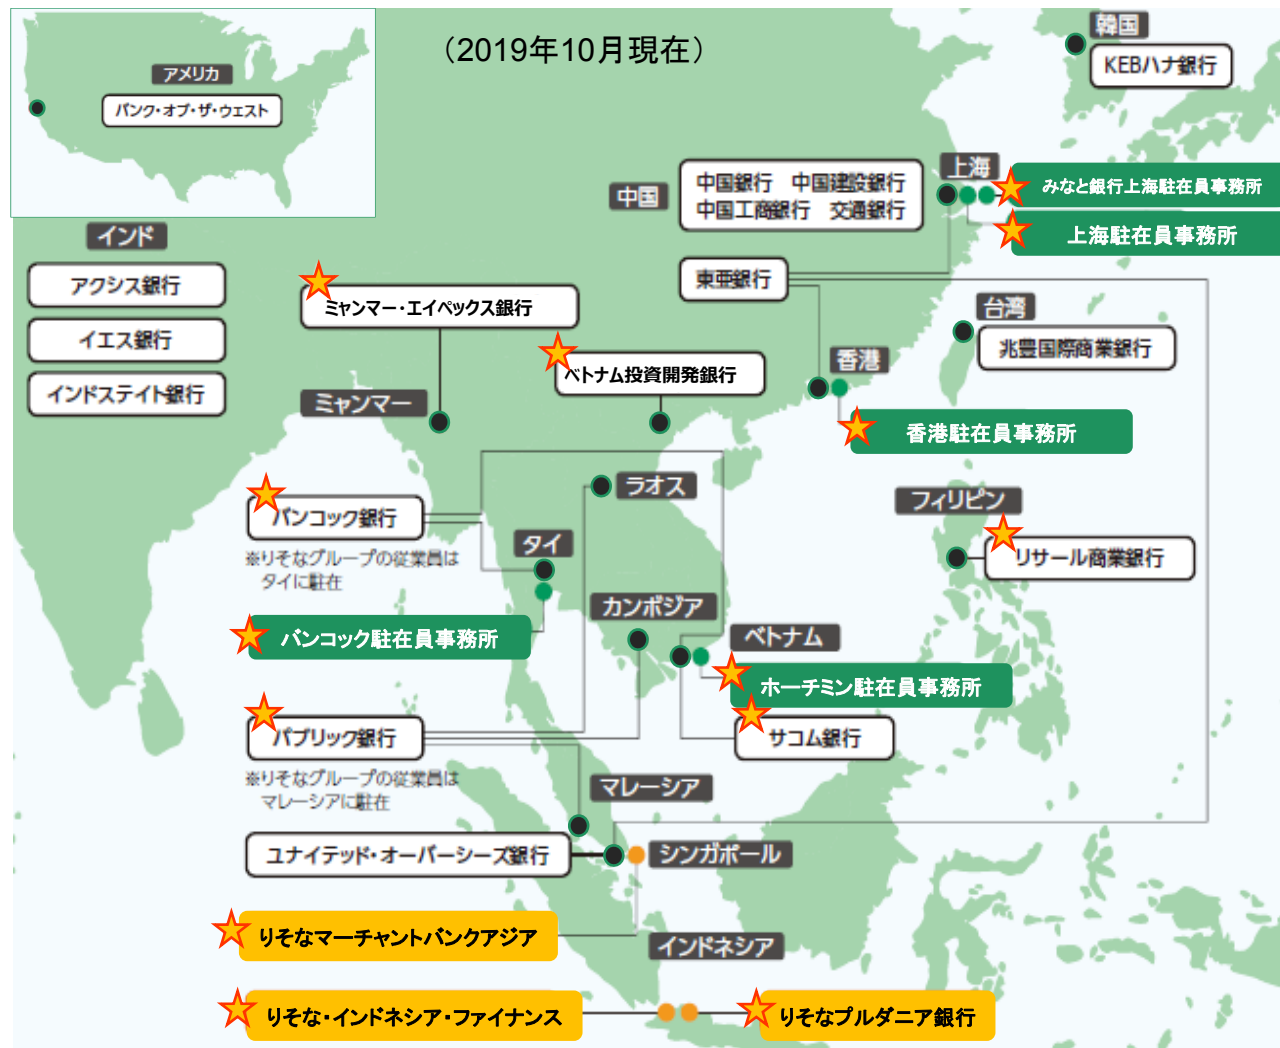 （2019年10月現在）
韓国
KEBハナ銀行
アメリカ
バンク・オブ・ザ・ウェスト
上海
みなと銀行上海駐在員事務所
上海駐在員事務所
中国
中国銀行　中国建設銀行
中国工商銀行　交通銀行
インド
アクシス銀行
イエス銀行
インドステイト銀行
東亜銀行
ミャンマー・エイペックス銀行
台湾
兆豊国際商業銀行
ベトナム投資開発銀行
香港
香港駐在員事務所
ミャンマー
ラオス
フィリピン
リサール商業銀行
バンコック銀行
※りそなグループの従業員は
タイに駐在
タイ
バンコック駐在員事務所
カンボジア
ベトナム
ホーチミン駐在員事務所
サコム銀行
パブリック銀行
※りそなグループの従業員は
マレーシアに駐在
マレーシア
ユナイテッド・オーバーシーズ銀行
シンガポール
りそなマーチャントバンクアジア
インドネシア
りそな・インドネシア・ファイナンス
りそなプルダニア銀行